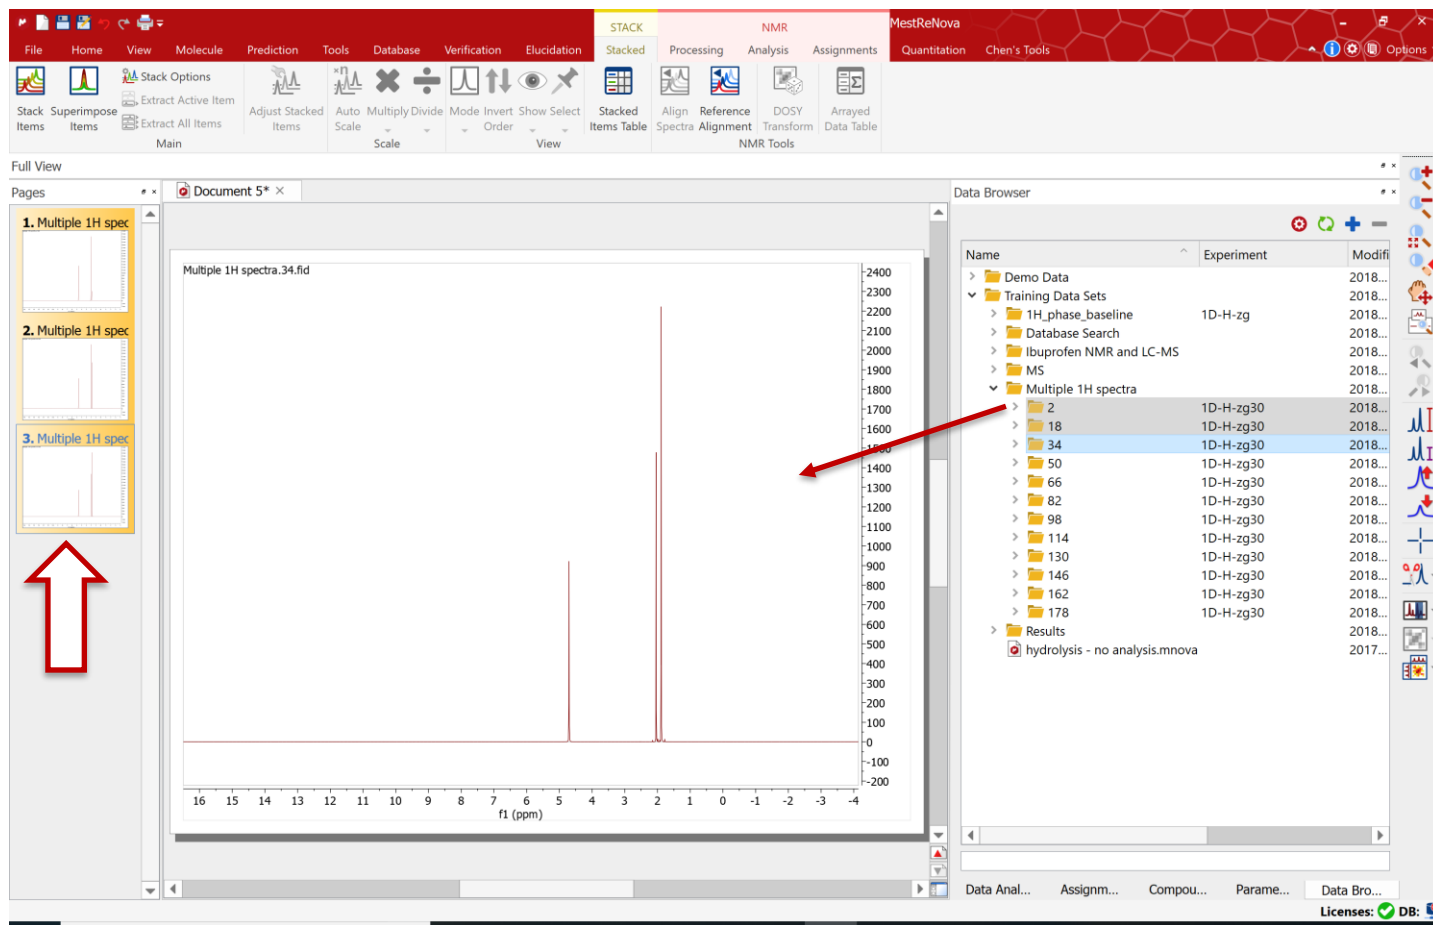 STACK NMR MestReNova
File Home View Molecule Prediction Tools Database Verification Elucidation Stacked Processing Analysis Assignments Quantitation Chen's Tools Options
Stack Items
Superimpose Items
Stack Options
Extract Active Item
Extract All Items
Adjust Stacked Items
Auto Scale
Multiply Divide
Mode Invert Order
Show Select
Stacked Items Table
Align Spectra
Reference Alignment
DOSY Transform
Arrayed Data Table
Main Scale View NMR Tools
Full View
Pages
Document 5*
Data Browser
1. Multiple 1H spec
2. Multiple 1H spec
3. Multiple 1H spec
Multiple 1H spectra.34.fid
2400
2300
2200
2100
2000
1900
1800
1700
1600
1500
1400
1300
1200
1100
1000
900
800
700
600
500
400
300
200
100
0
-100
-200
16 15 14 13 12 11 10 9 8 7 6 5 4 3 2 1 0 -1 -2 -3 -4
f1 (ppm)
Name Experiment Modifi
Demo Data 2018...
Training Data Sets 2018...
1H_phase_baseline 1D-H-zg 2018...
Database Search 2018...
Ibuprofen NMR and LC-MS 2018...
MS 2018...
Multiple 1H spectra 2018...
2 1D-H-zg30 2018...
18 1D-H-zg30 2018...
34 1D-H-zg30 2018...
50 1D-H-zg30 2018...
66 1D-H-zg30 2018...
82 1D-H-zg30 2018...
98 1D-H-zg30 2018...
114 1D-H-zg30 2018...
130 1D-H-zg30 2018...
146 1D-H-zg30 2018...
162 1D-H-zg30 2018...
178 1D-H-zg30 2018...
Results 2018...
hydrolysis - no analysis.mnova 2017...
Data Anal... Assignm... Compou... Parame... Data Bro...
Licenses: DB: